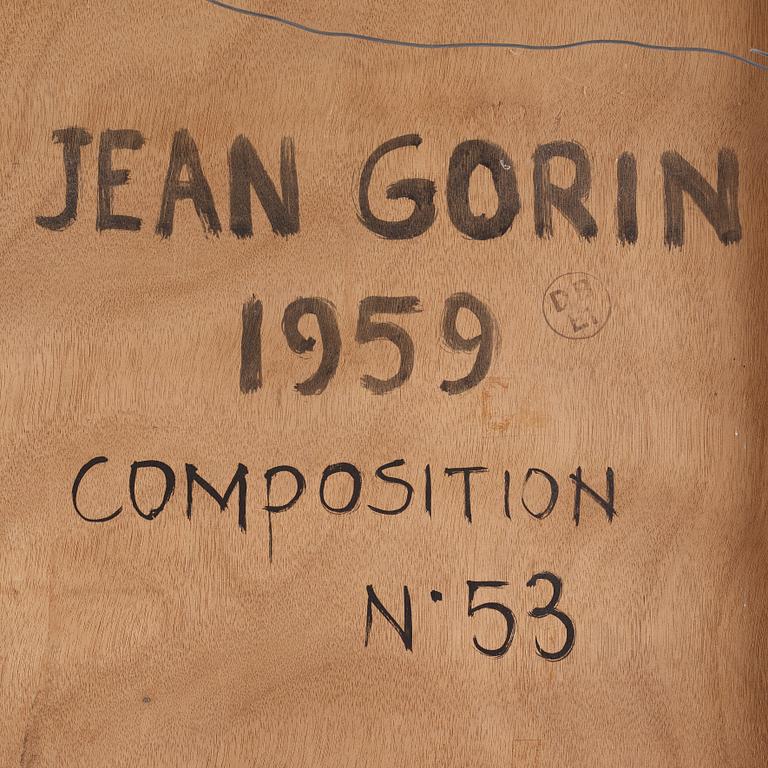 JEAN GORIN
1959
COMPOSITION
N·53